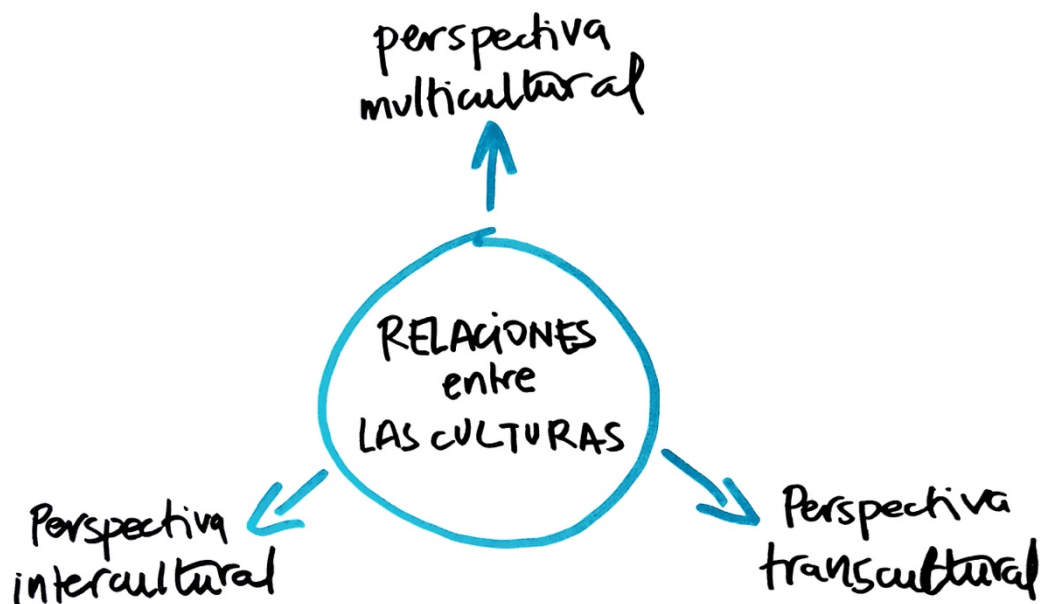 perspectiva
multicultural
RELACIONES
entre
LAS CULTURAS
Perspectiva
intercultural
Perspectiva
transcultural